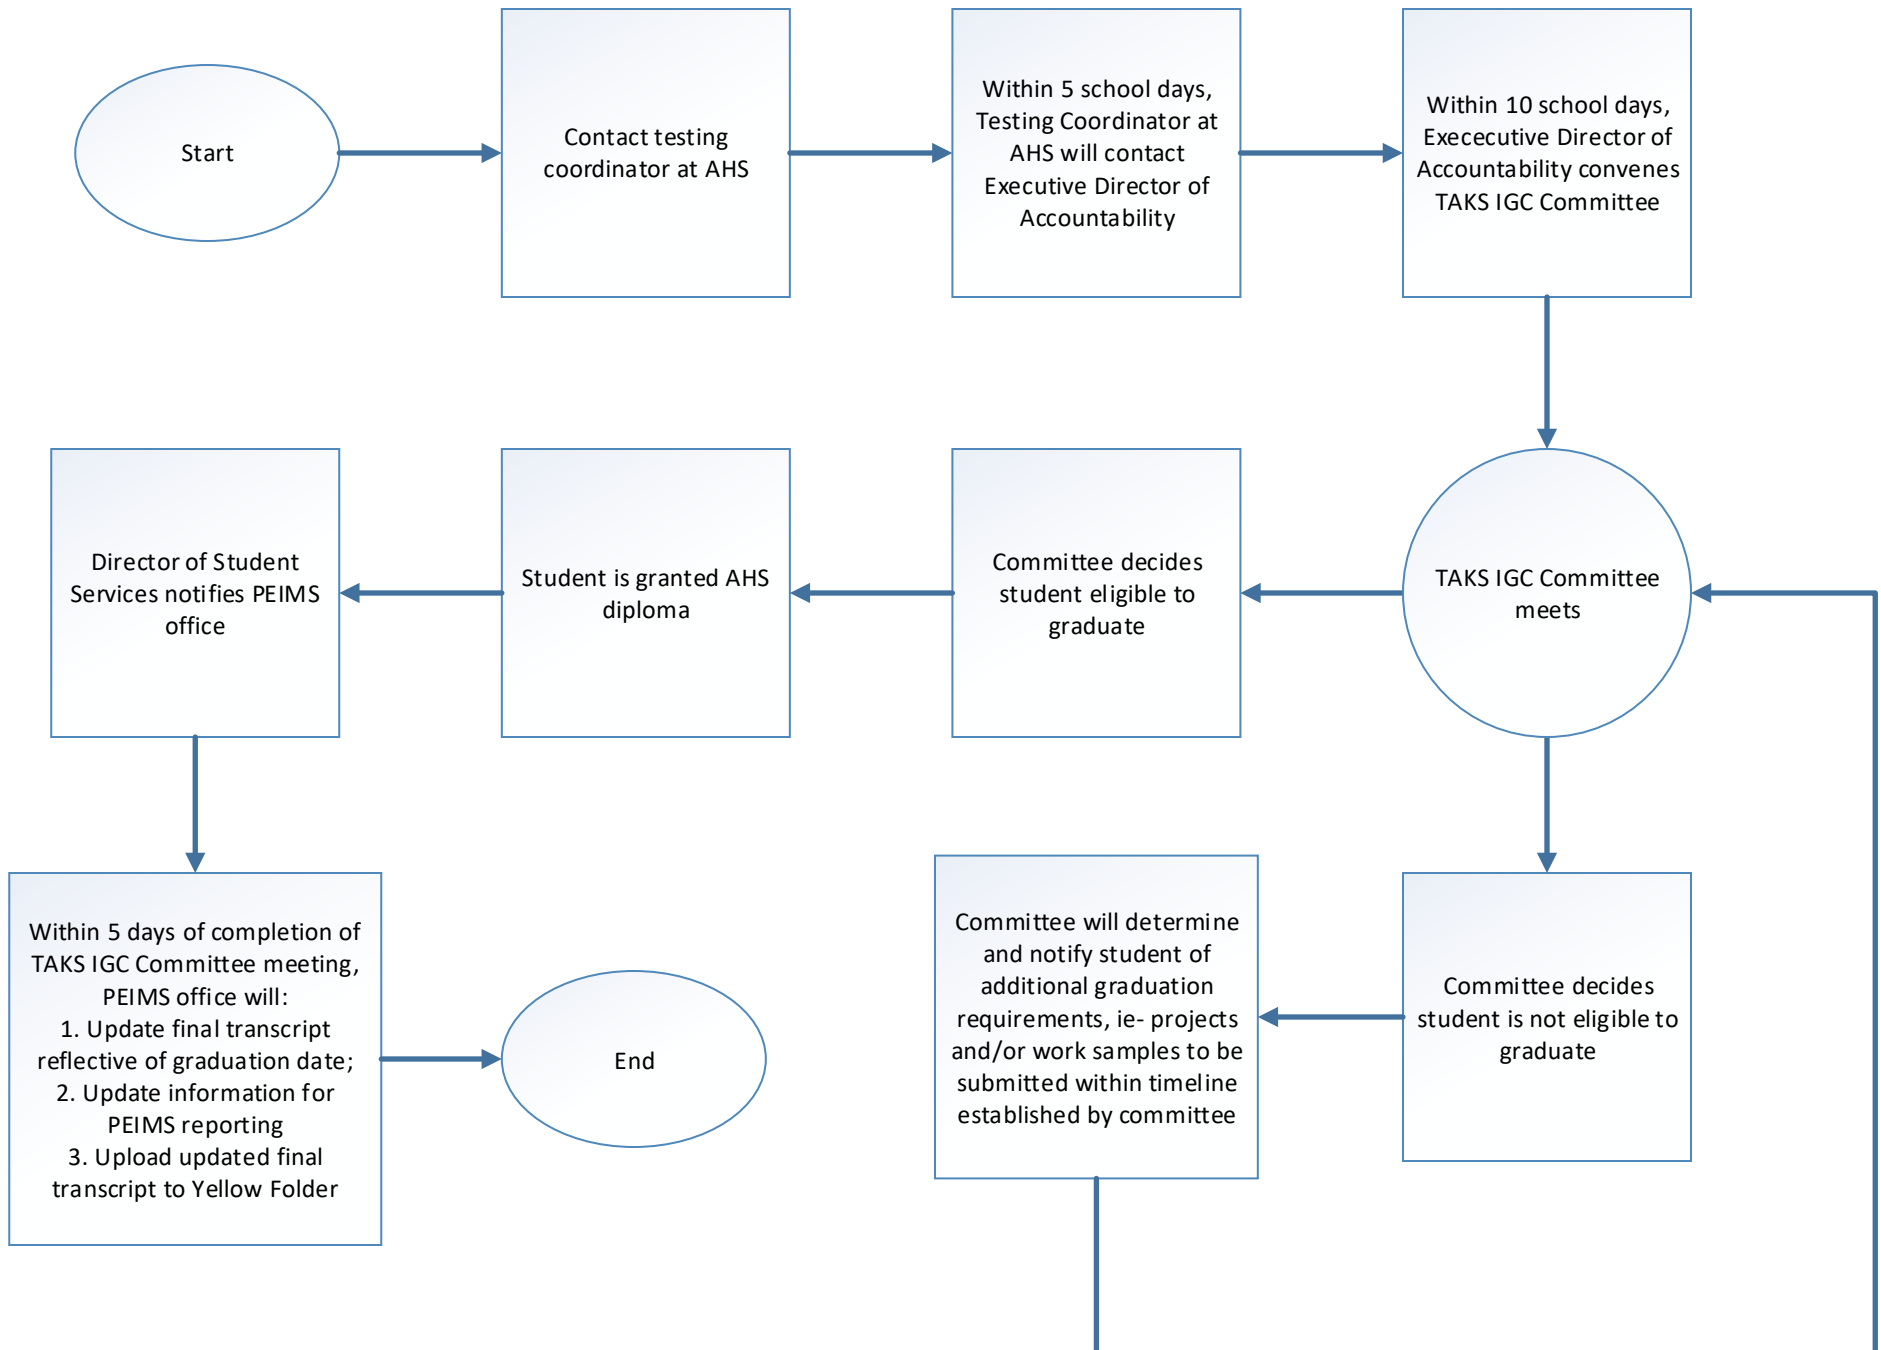 Start
Contact testing
coordinator at AHS
Within 5 school days,
Testing Coordinator at
AHS will contact
Executive Director of
Accountability
Within 10 school days,
Exececutive Director of
Accountability convenes
TAKS IGC Committee
Director of Student
Services notifies PEIMS
office
Student is granted AHS
diploma
Committee decides
student eligible to
graduate
TAKS IGC Committee
meets
Within 5 days of completion of
TAKS IGC Committee meeting,
PEIMS office will:
1. Update final transcript
reflective of graduation date;
2. Update information for
PEIMS reporting
3. Upload updated final
transcript to Yellow Folder
End
Committee will determine
and notify student of
additional graduation
requirements, ie- projects
and/or work samples to be
submitted within timeline
established by committee
Committee decides
student is not eligible to
graduate